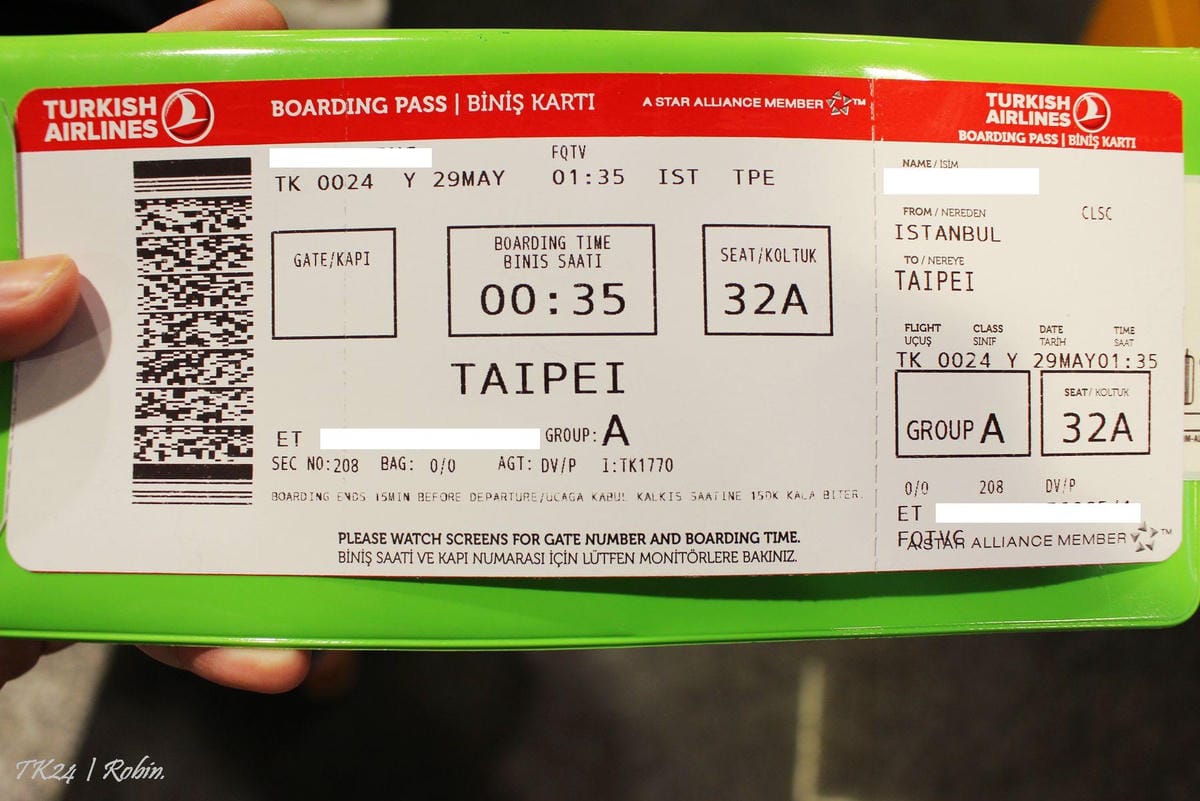 TURKISH AIRLINES
BOARDING PASS | BİNİŞ KARTI
A STAR ALLIANCE MEMBER ™
FQTV
TK 0024 Y 29MAY 01:35 IST TPE
GATE/KAPI
BOARDING TIME
BINIS SAATI
00:35
SEAT/KOLTUK
32A
TAIPEI
ET GROUP: A
SEC NO:208 BAG: 0/0 AGT: DV/P I:TK1770
BOARDING ENDS 15MIN BEFORE DEPARTURE/UCAGA KABUL KALKIS SAATINE 15DK KALA BITER.
PLEASE WATCH SCREENS FOR GATE NUMBER AND BOARDING TIME.
BİNİŞ SAATİ VE KAPI NUMARASI İÇİN LÜTFEN MONİTÖRLERE BAKINIZ.
TURKISH AIRLINES
BOARDING PASS | BİNİŞ KARTI
NAME / İSİM
FROM / NEREDEN CLSC
ISTANBUL
TO / NEREYE
TAIPEI
FLIGHT CLASS DATE TIME
UÇUŞ SINIF TARİH SAAT
TK 0024 Y 29MAY01:35
GROUP A
SEAT/ KOLTUK
32A
0/0 208 DV/P
ET
FQTVC
A STAR ALLIANCE MEMBER ™
TK24 | Robin.